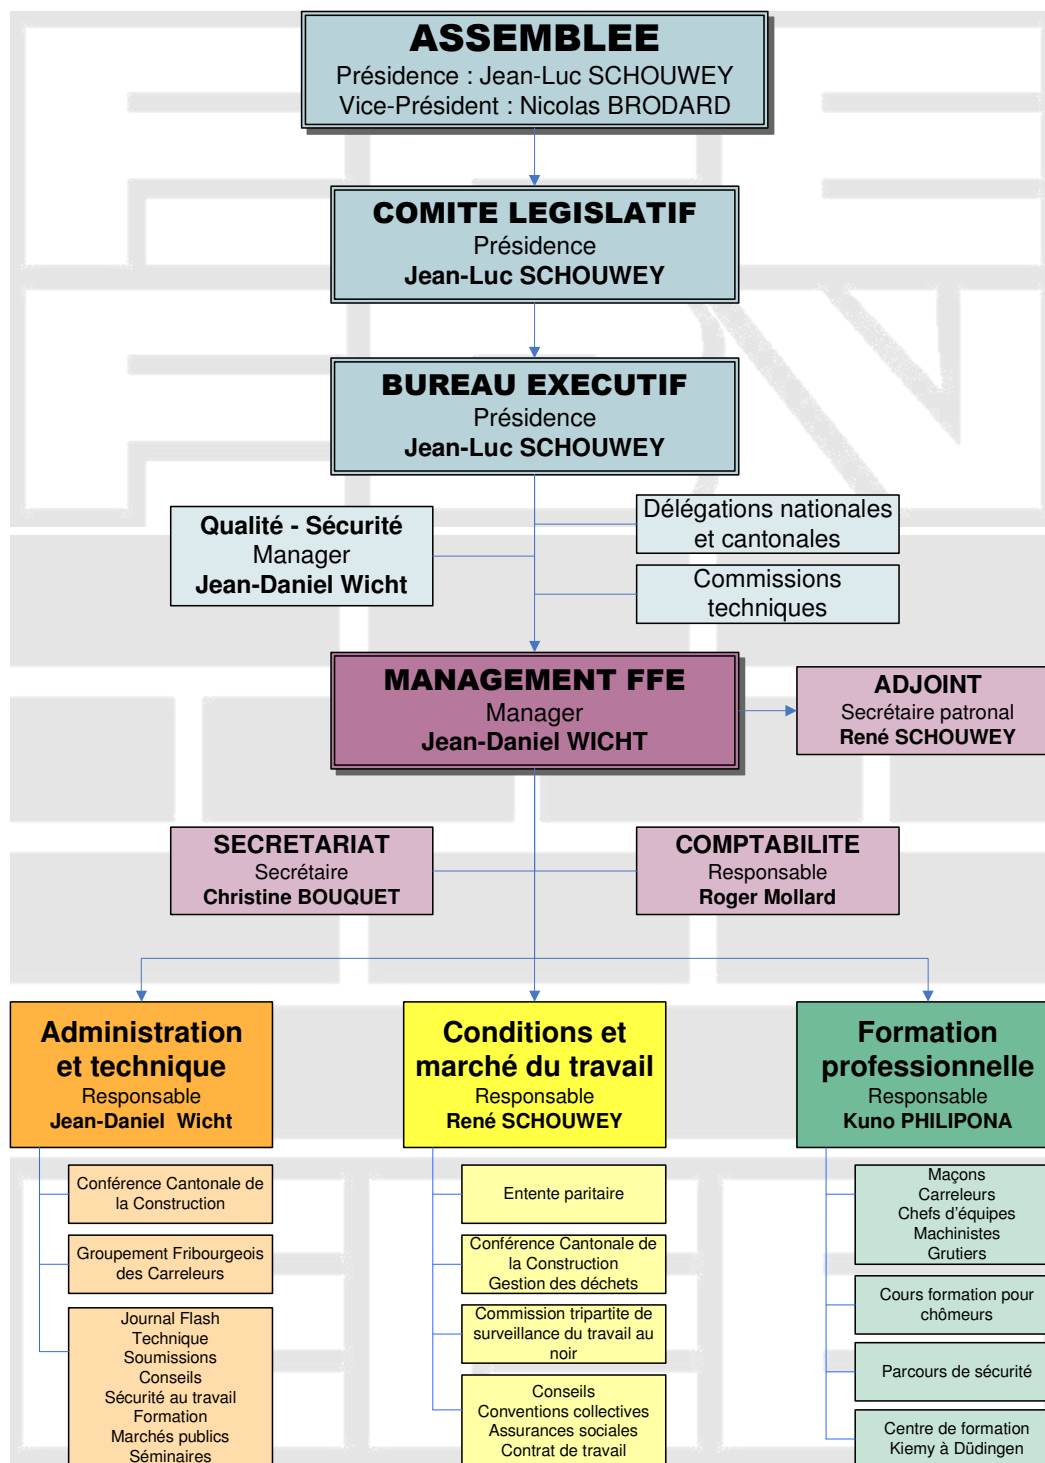 ASSEMBLEE
Présidence : Jean-Luc SCHOUWEY
Vice-Président : Nicolas BRODARD
COMITE LEGISLATIF
Présidence
Jean-Luc SCHOUWEY
BUREAU EXECUTIF
Présidence
Jean-Luc SCHOUWEY
Qualité - Sécurité
Manager
Jean-Daniel Wicht
Délégations nationales
et cantonales
Commissions
techniques
MANAGEMENT FFE
Manager
Jean-Daniel WICHT
ADJOINT
Secrétaire patronal
René SCHOUWEY
SECRETARIAT
Secrétaire
Christine BOUQUET
COMPTABILITE
Responsable
Roger Mollard
Administration
et technique
Responsable
Jean-Daniel Wicht
Conférence Cantonale de
la Construction
Groupement Fribourgeois
des Carreleurs
Journal Flash
Technique
Soumissions
Conseils
Sécurité au travail
Formation
Marchés publics
Séminaires
Conditions et
marché du travail
Responsable
René SCHOUWEY
Entente paritaire
Conférence Cantonale de
la Construction
Gestion des déchets
Commission tripartite de
surveillance du travail au
noir
Conseils
Conventions collectives
Assurances sociales
Contrat de travail
Formation
professionnelle
Responsable
Kuno PHILIPONA
Maçons
Carreleurs
Chefs d'équipes
Machinistes
Grutiers
Cours formation pour
chômeurs
Parcours de sécurité
Centre de formation
Kiemy à Düdingen